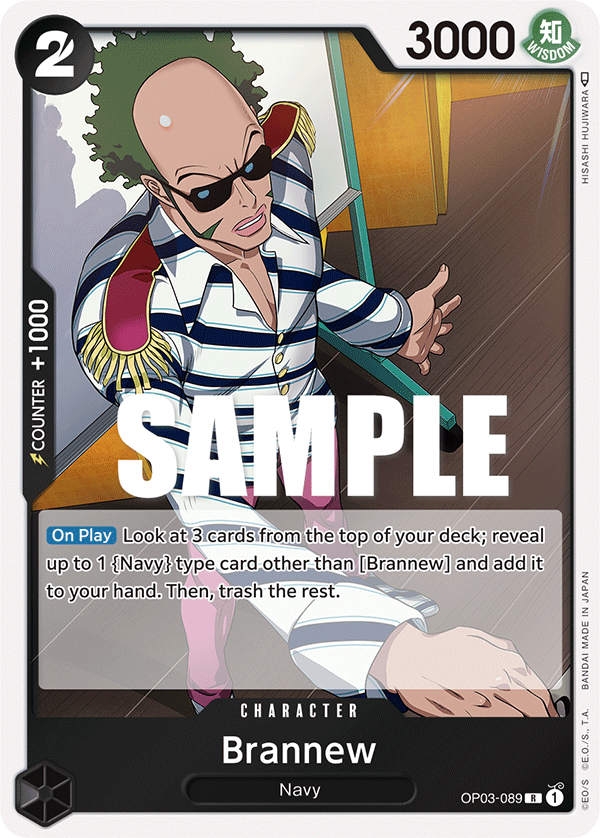 2
3000
知
WISDOM
HISASHI HUJIWARA
COUNTER +1000
SAMPLE
On Play Look at 3 cards from the top of your deck; reveal
up to 1 {Navy} type card other than [Brannew] and add it
to your hand. Then, trash the rest.
CHARACTER
Brannew
Navy
OP03-089 R 1
©EO/S ©E.O./S., T.A. BANDAI MADE IN JAPAN